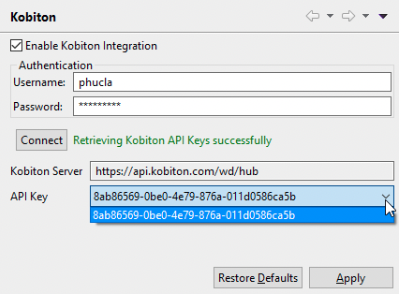 Kobiton
Enable Kobiton Integration
Authentication
Username: phucla
Password: *********
Connect Retrieving Kobiton API Keys successfully
Kobiton Server https://api.kobiton.com/wd/hub
API Key 8ab86569-0be0-4e79-876a-011d0586ca5b
8ab86569-0be0-4e79-876a-011d0586ca5b
Restore Defaults Apply